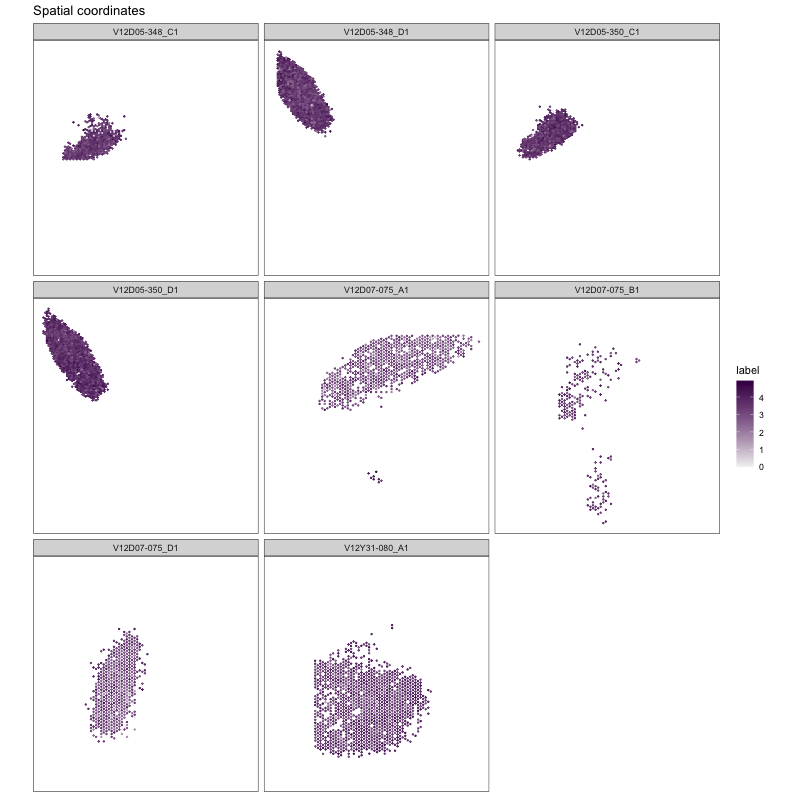 Spatial coordinates
V12D05-348_C1
V12D05-348_D1
V12D05-350_C1
V12D05-350_D1
V12D07-075_A1
V12D07-075_B1
label
4
3
2
1
0
V12D07-075_D1
V12Y31-080_A1